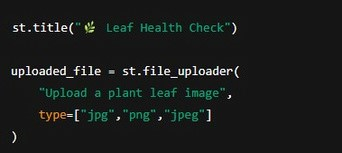 st.title("🌿 Leaf Health Check")
uploaded_file = st.file_uploader(
"Upload a plant leaf image",
type=["jpg","png","jpeg"]
)